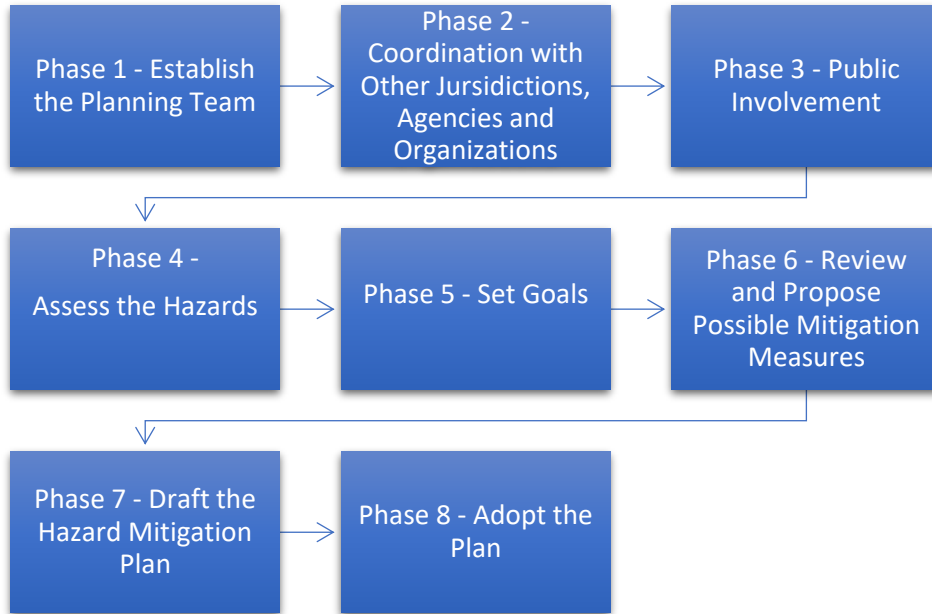 Phase 1 - Establish
the Planning Team
Phase 2 -
Coordination with
Other Jursidictions,
Agencies and
Organizations
Phase 3 - Public
Involvement
Phase 4 -
Assess the Hazards
Phase 5 - Set Goals
Phase 6 - Review
and Propose
Possible Mitigation
Measures
Phase 7 - Draft the
Hazard Mitigation
Plan
Phase 8 - Adopt the
Plan